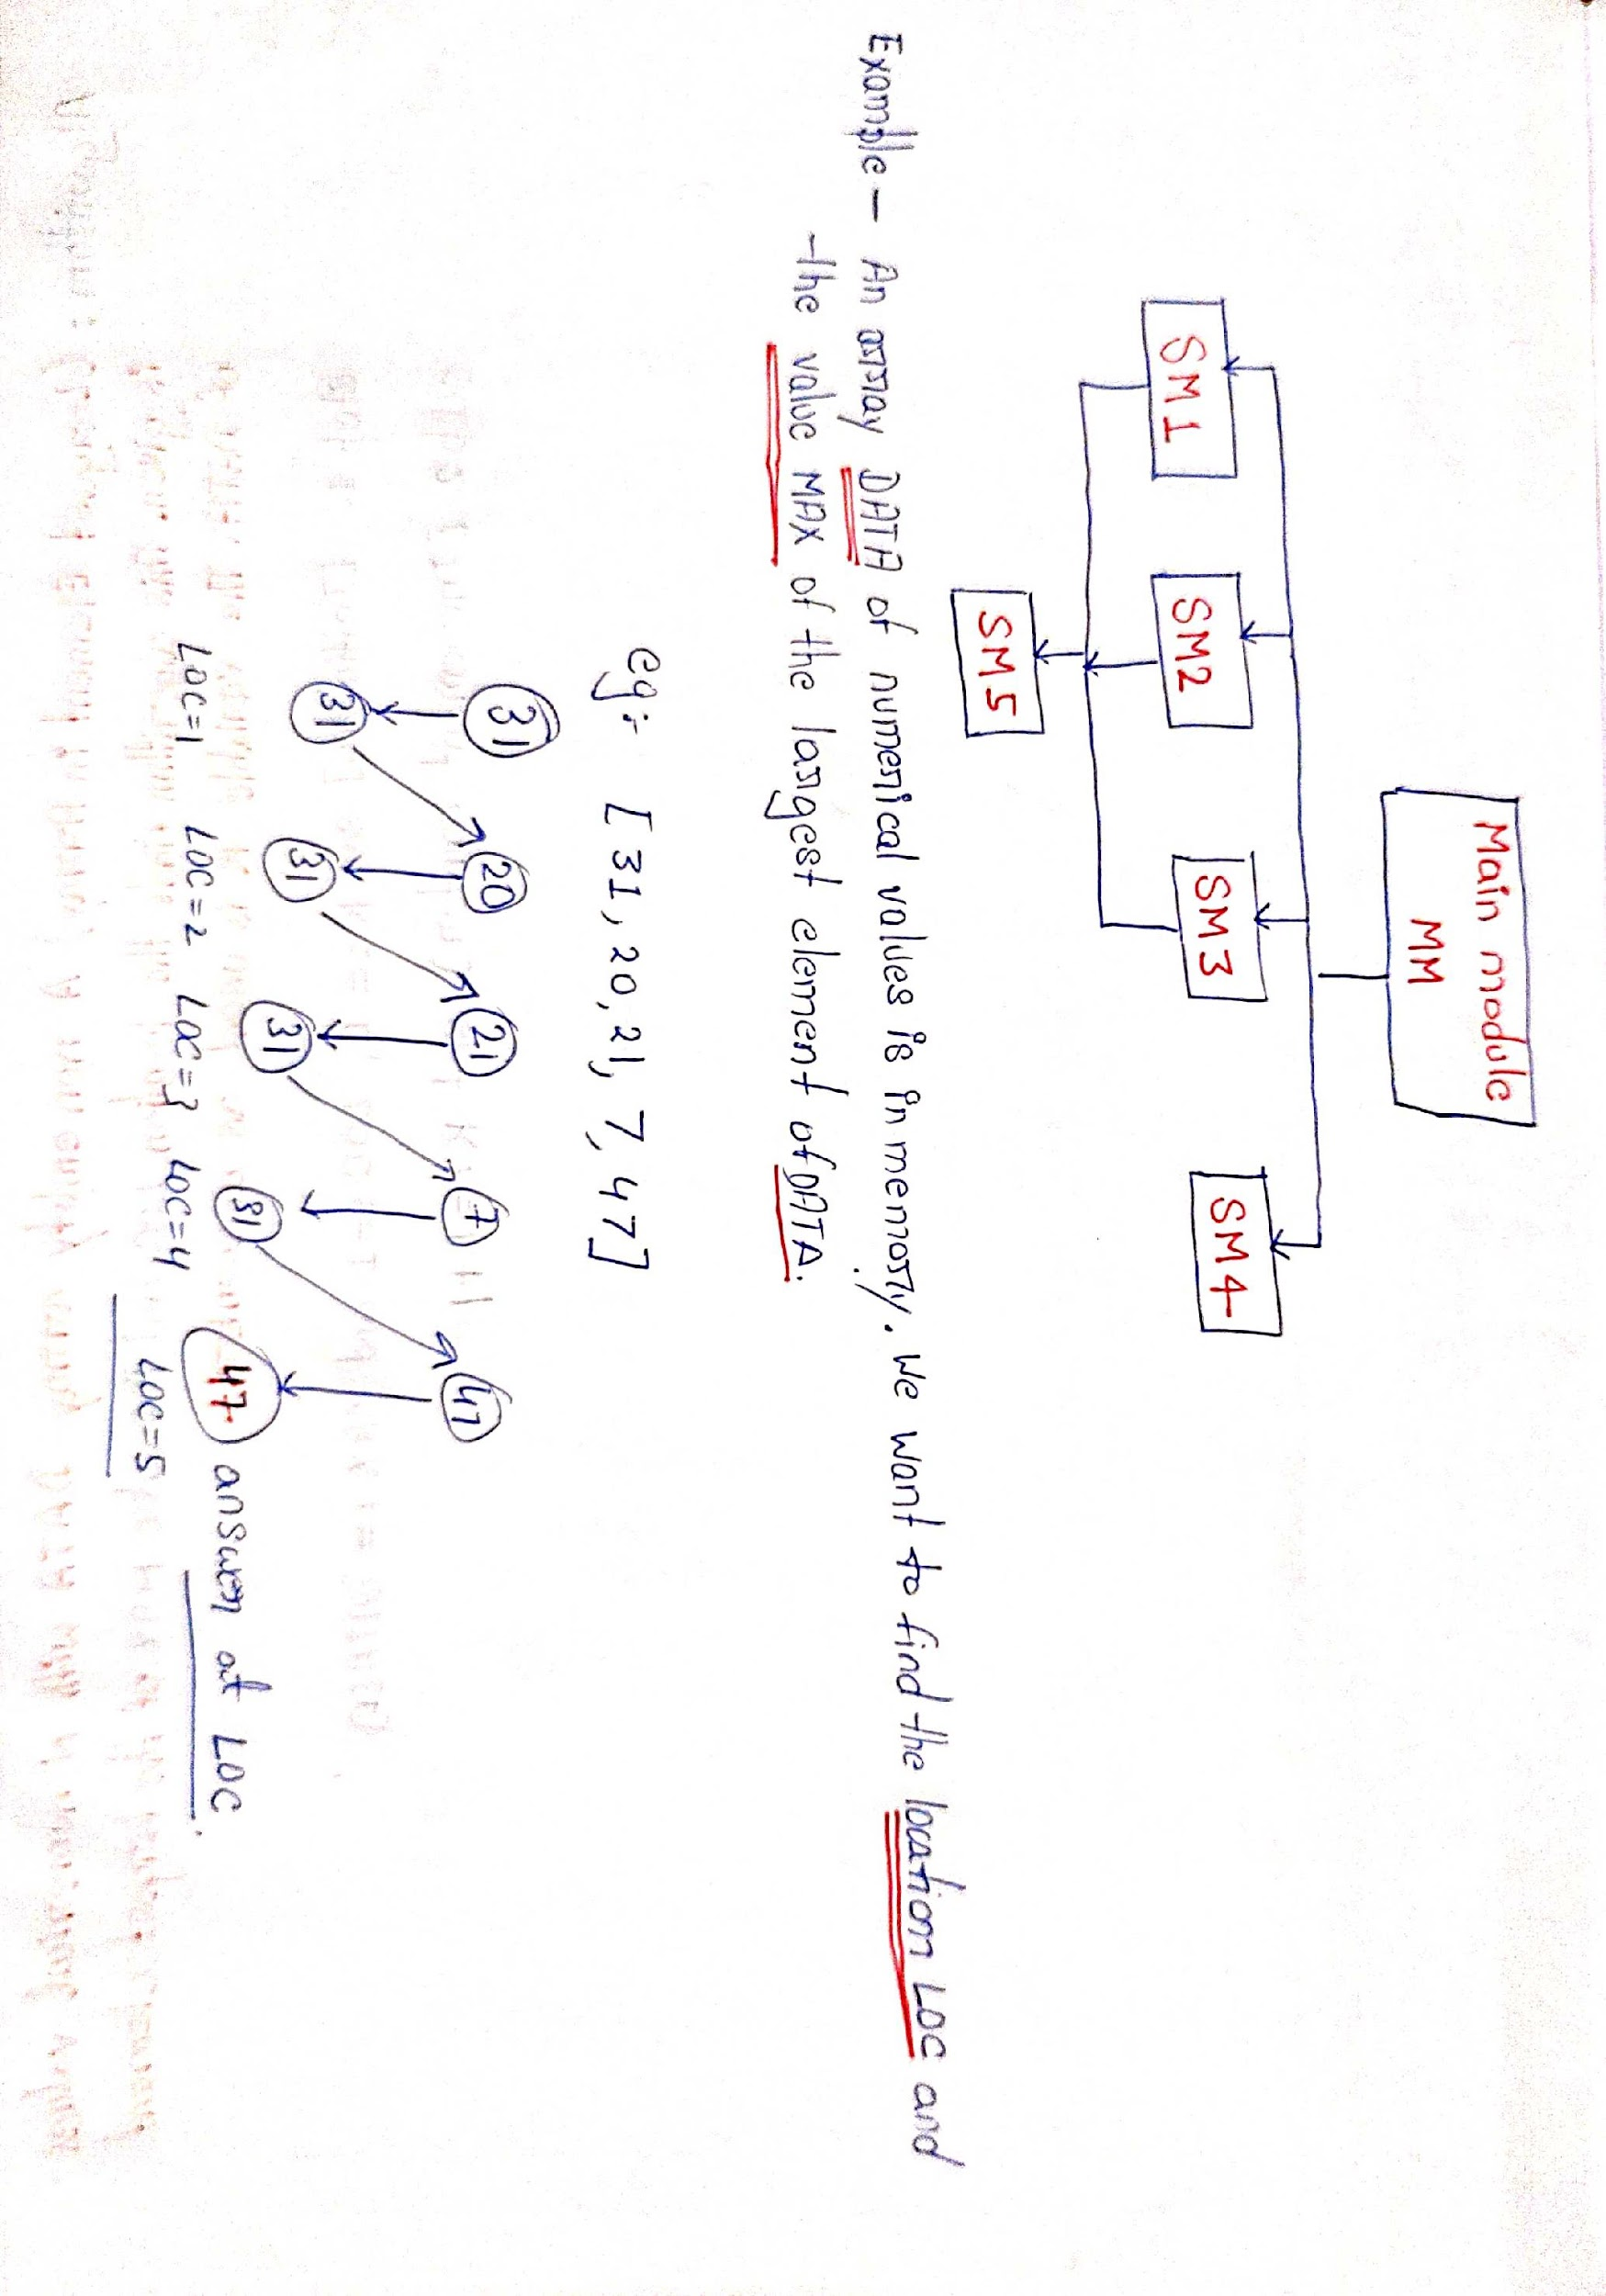 Main module
MM
SM1
SM2
SM3
SM4
SM5
Example - An array DATA of numerical values is in memory. we want to find the location LOC and
the value MAX of the largest element of DATA.
eg:- [31, 20, 21, 7, 47]
31 20 21 7 47
31 31 31 31 47 answer at LOC.
LOC=1 LOC=2 LOC=3 LOC=4 LOC=5